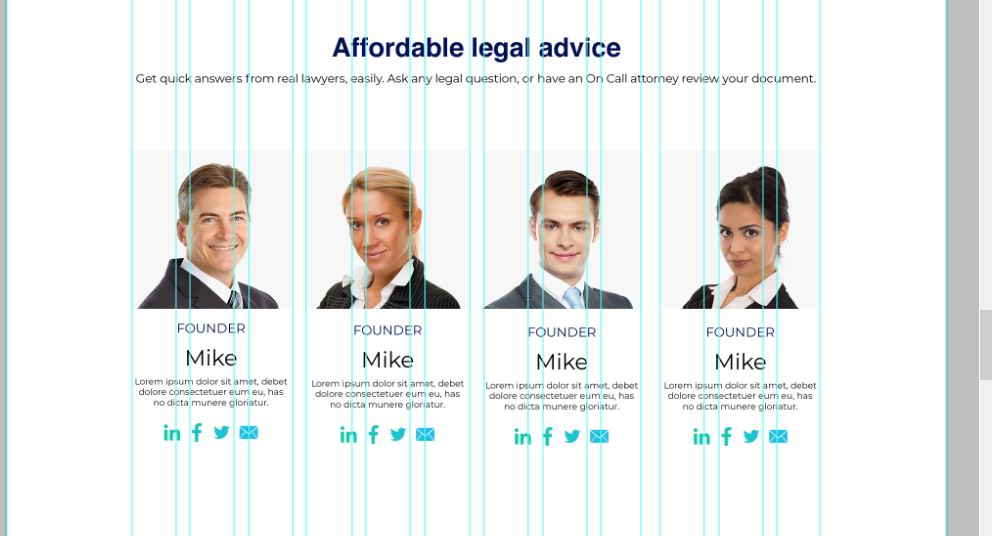 Affordable legal advice
Get quick answers from real lawyers, easily. Ask any legal question, or have an On Call attorney review your document.
FOUNDER
Mike
Lorem ipsum dolor sit amet, debet
dolore consectetuer eum eu, has
no dicta munere gloriatur.
in f
FOUNDER
Mike
Lorem ipsum dolor sit amet, debet
dolore consectetuer eum eu, has
no dicta munere gloriatur.
in f
FOUNDER
Mike
Lorem ipsum dolor sit amet, debet
dolore consectetuer eum eu, has
no dicta munere gloriatur.
in f
FOUNDER
Mike
Lorem ipsum dolor sit amet, debet
dolore consectetuer eum eu, has
no dicta munere gloriatur.
in f